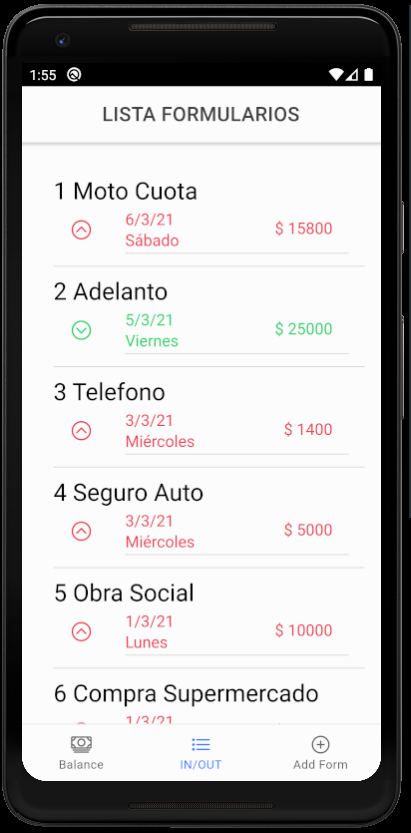 1:55
LISTA FORMULARIOS
1 Moto Cuota
6/3/21
Sábado
$ 15800
2 Adelanto
5/3/21
Viernes
$ 25000
3 Telefono
3/3/21
Miércoles
$ 1400
4 Seguro Auto
3/3/21
Miércoles
$ 5000
5 Obra Social
1/3/21
Lunes
$ 10000
6 Compra Supermercado
1/3/21
Balance
IN/OUT
Add Form